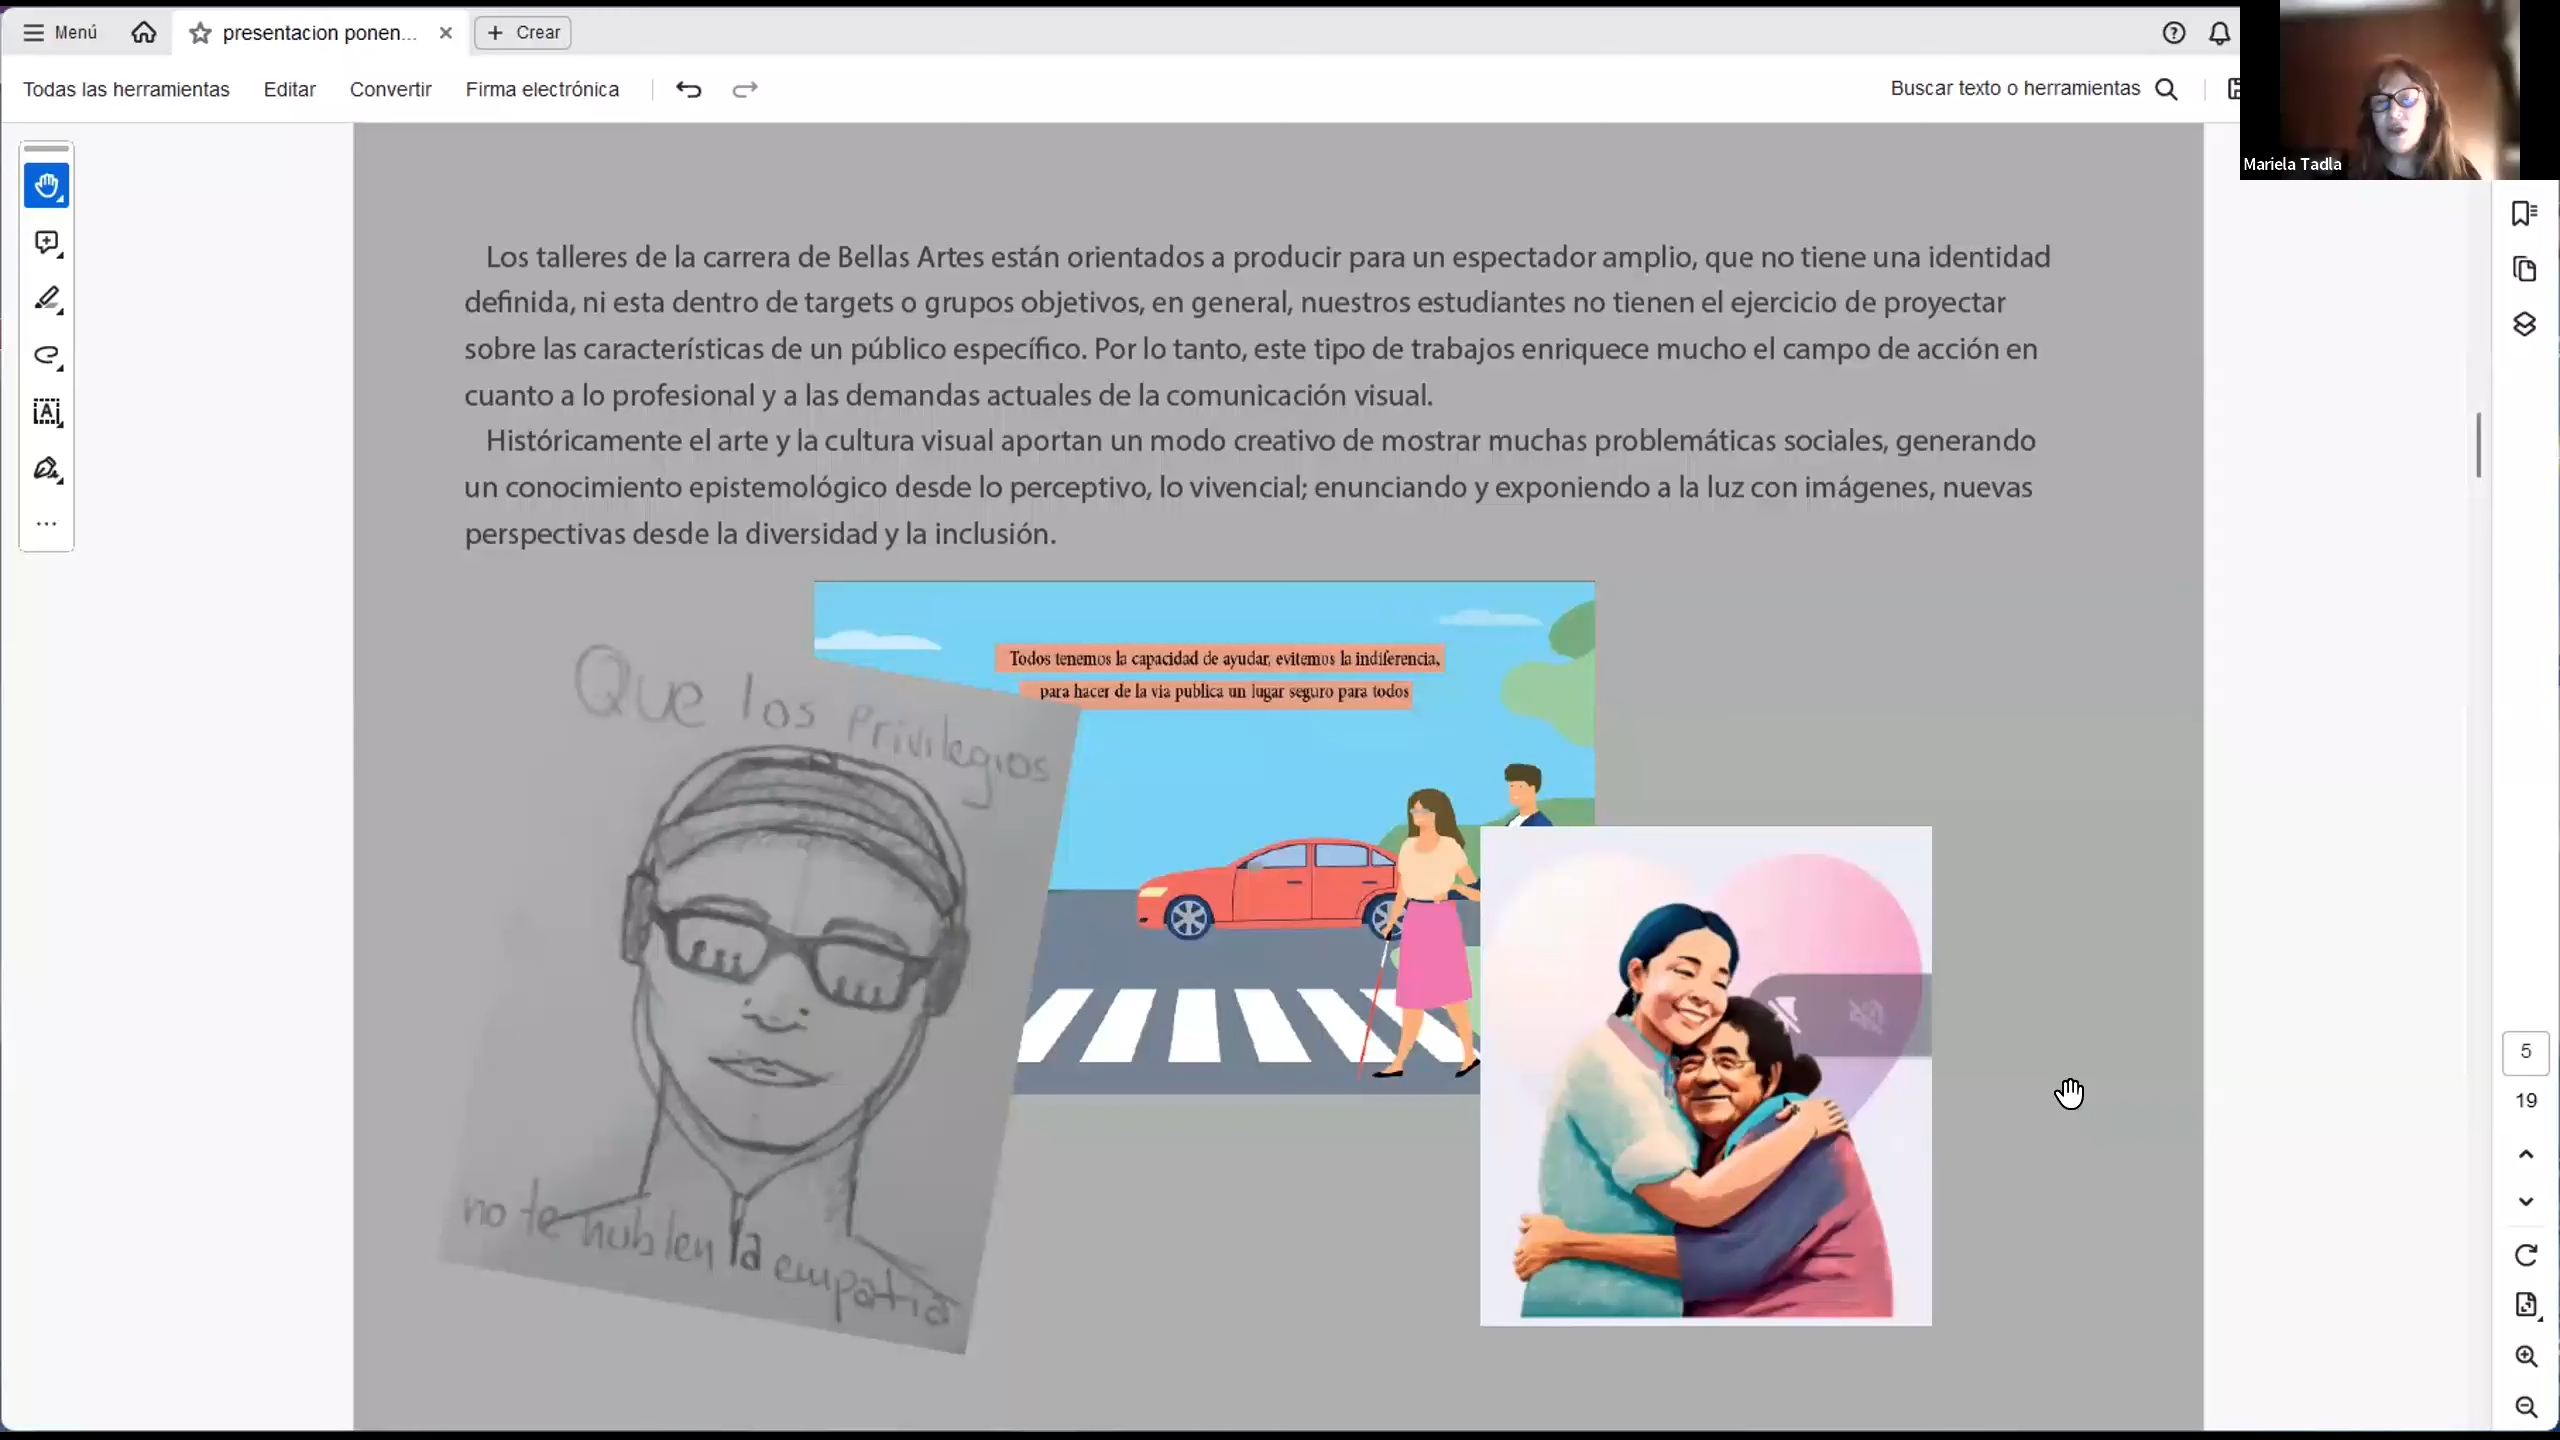 Menú
presentacion ponen...
Crear
Todas las herramientas
Editar
Convertir
Firma electrónica
Buscar texto o herramientas
Mariela Tadla
Los talleres de la carrera de Bellas Artes están orientados a producir para un espectador amplio, que no tiene una identidad
definida, ni esta dentro de targets o grupos objetivos, en general, nuestros estudiantes no tienen el ejercicio de proyectar
sobre las características de un público específico. Por lo tanto, este tipo de trabajos enriquece mucho el campo de acción en
cuanto a lo profesional y a las demandas actuales de la comunicación visual.
Históricamente el arte y la cultura visual aportan un modo creativo de mostrar muchas problemáticas sociales, generando
un conocimiento epistemológico desde lo perceptivo, lo vivencial; enunciando y exponiendo a la luz con imágenes, nuevas
perspectivas desde la diversidad y la inclusión.
Todos tenemos la capacidad de ayudar, evitemos la indiferencia,
para hacer de la via publica un lugar seguro para todos
Que los Privilegios
no te nublen la empatia
5
19